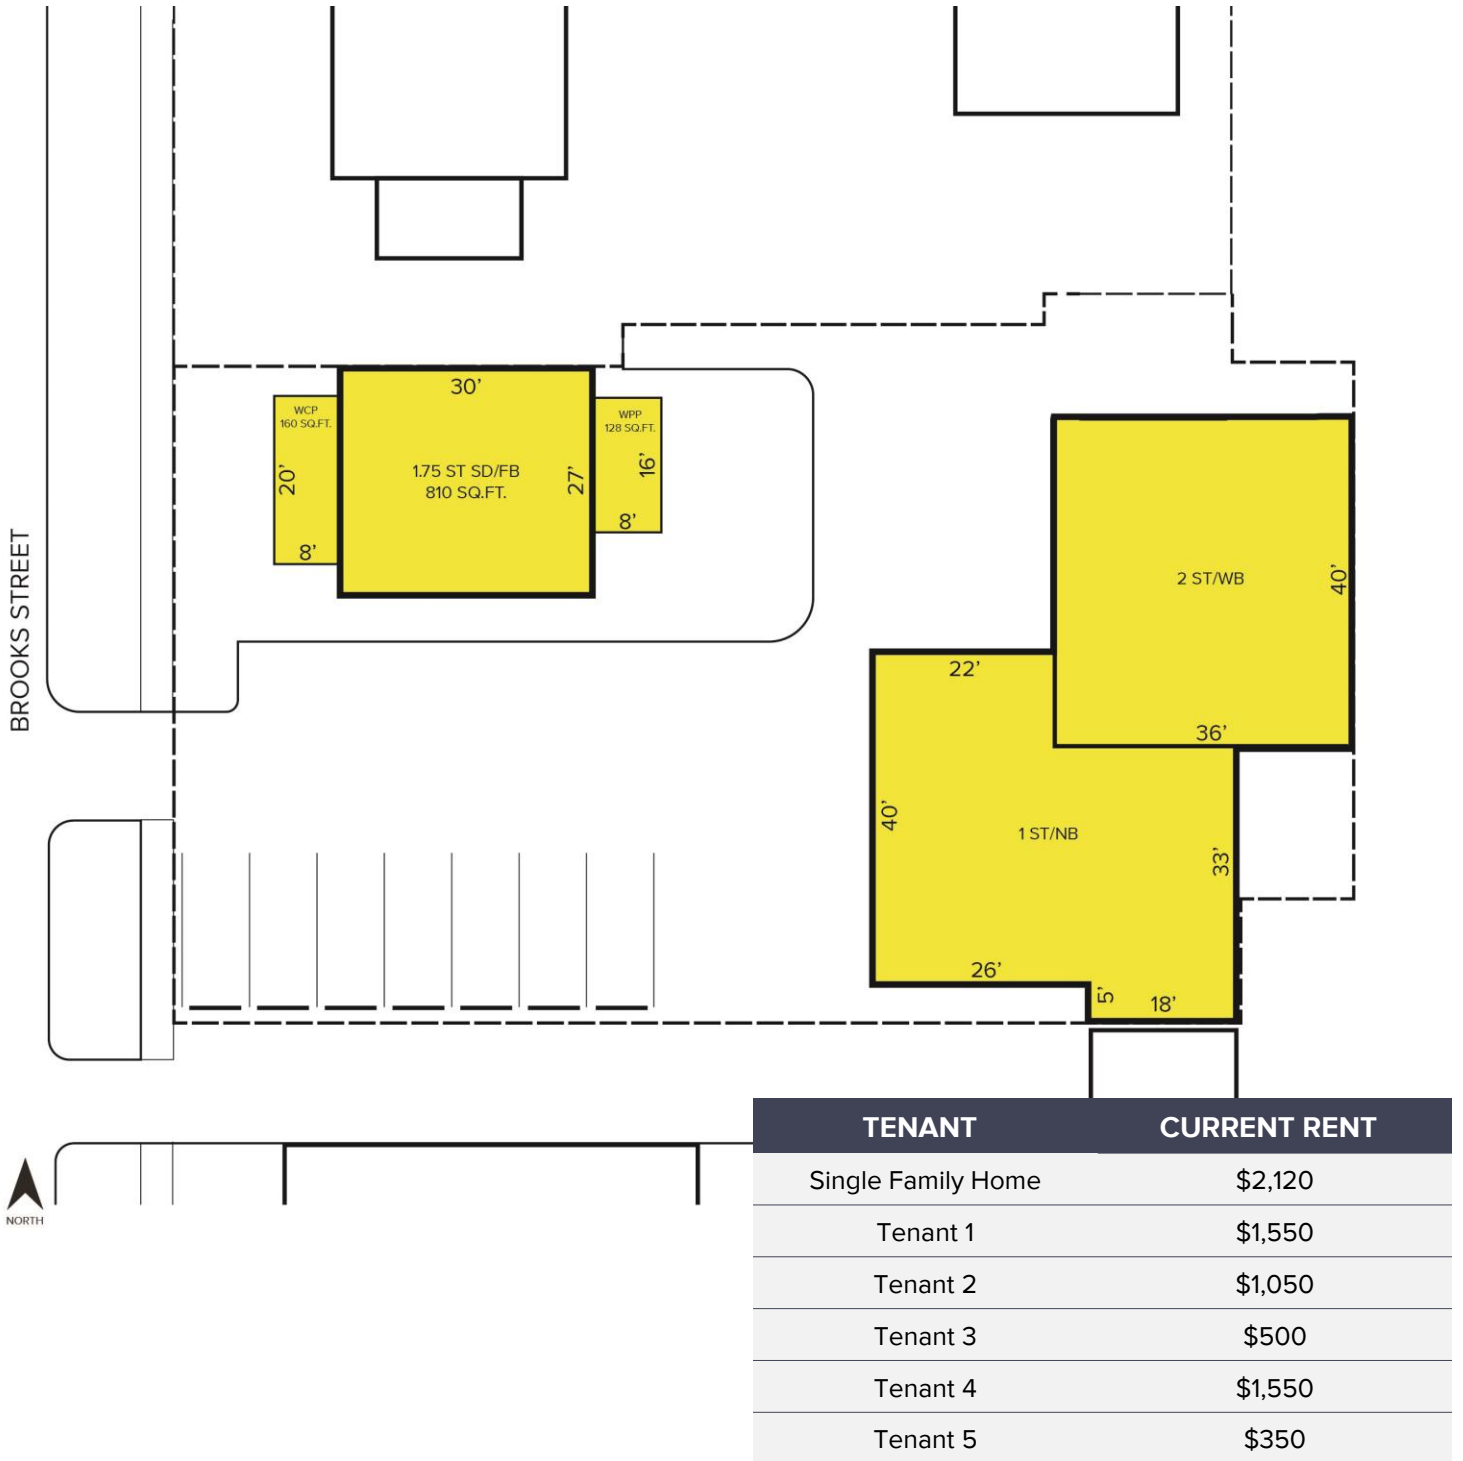 30’
WCP
160 SQ.FT.
20’
8’
1.75 ST SD/FB
810 SQ.FT.
27’
WPP
128 SQ.FT.
16’
8’
BROOKS STREET
2 ST/WB
40’
36’
22’
40’
1 ST/NB
33’
26’
5’
18’
NORTH
TENANT CURRENT RENT
Single Family Home $2,120
Tenant 1 $1,550
Tenant 2 $1,050
Tenant 3 $500
Tenant 4 $1,550
Tenant 5 $350